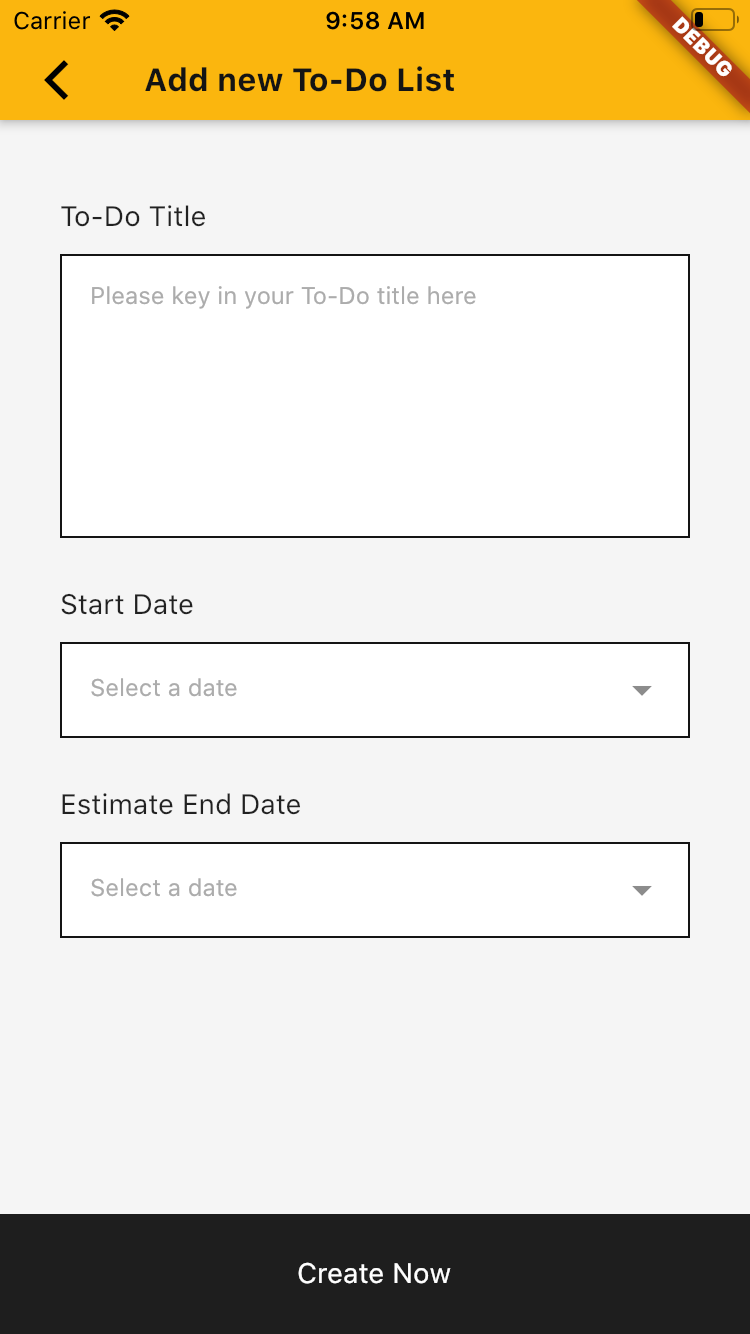 Carrier 9:58 AM
DEBUG
Add new To-Do List
To-Do Title
Please key in your To-Do title here
Start Date
Select a date
Estimate End Date
Select a date
Create Now